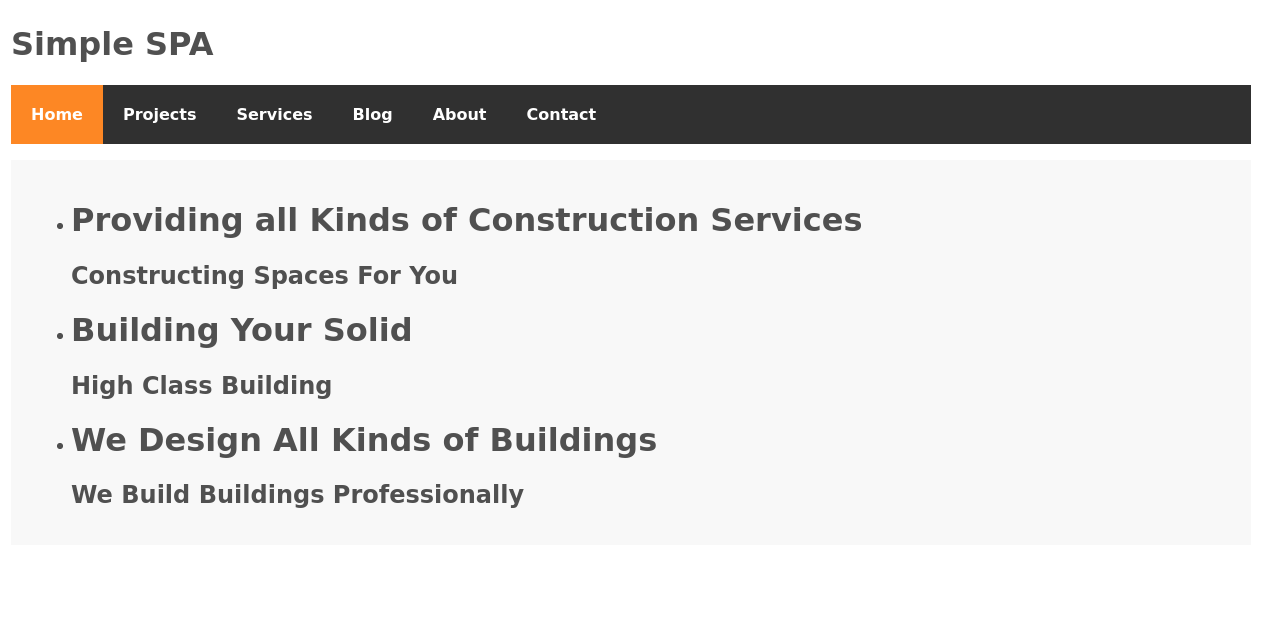 Simple SPA
Home Projects Services Blog About Contact
Providing all Kinds of Construction Services
Constructing Spaces For You
Building Your Solid
High Class Building
We Design All Kinds of Buildings
We Build Buildings Professionally